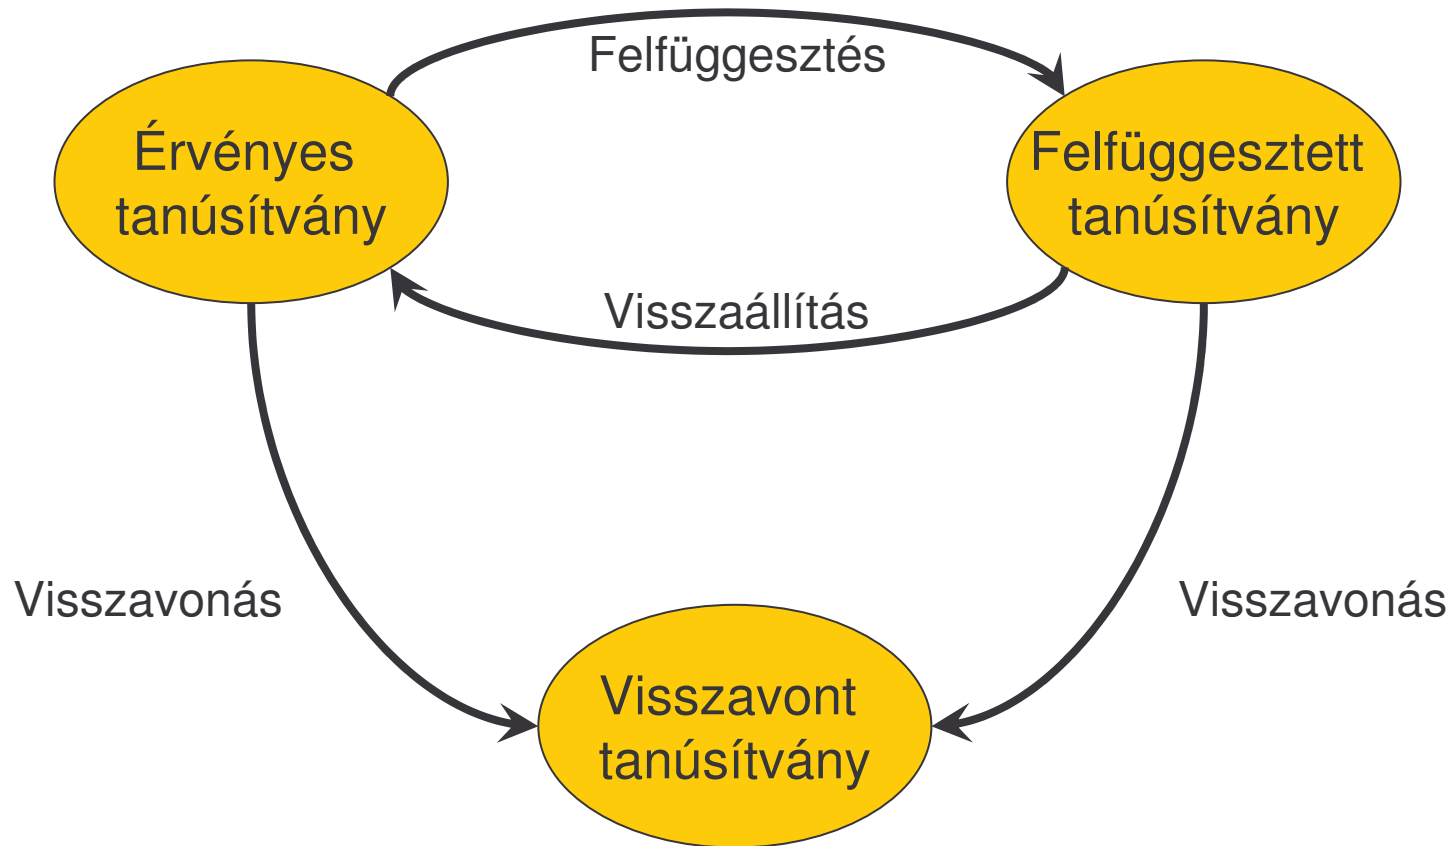 Felfüggesztés
Érvényes
tanúsítvány
Felfüggesztett
tanúsítvány
Visszaállítás
Visszavonás
Visszavonás
Visszavont
tanúsítvány